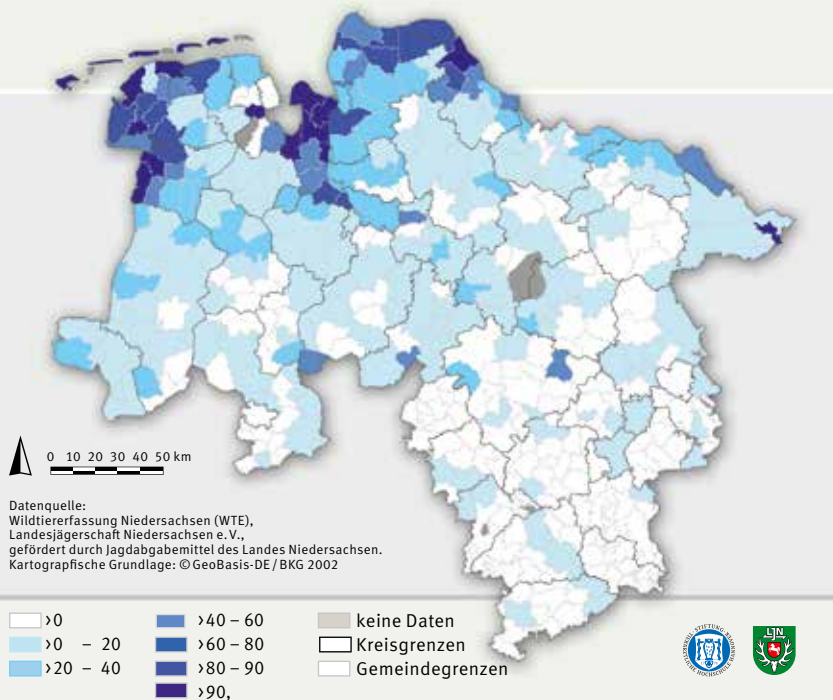 0 10 20 30 40 50 km
Datenquelle:
Wildtiererfassung Niedersachsen (WTE),
Landesjägerschaft Niedersachsen e.V.,
gefördert durch Jagdabgabemittel des Landes Niedersachsen.
Kartograpfische Grundlage: © GeoBasis-DE / BKG 2002
>0
>0 – 20
>20 – 40
>40 – 60
>60 – 80
>80 – 90
>90,
keine Daten
Kreisgrenzen
Gemeindegrenzen
STIFTUNG
LJN